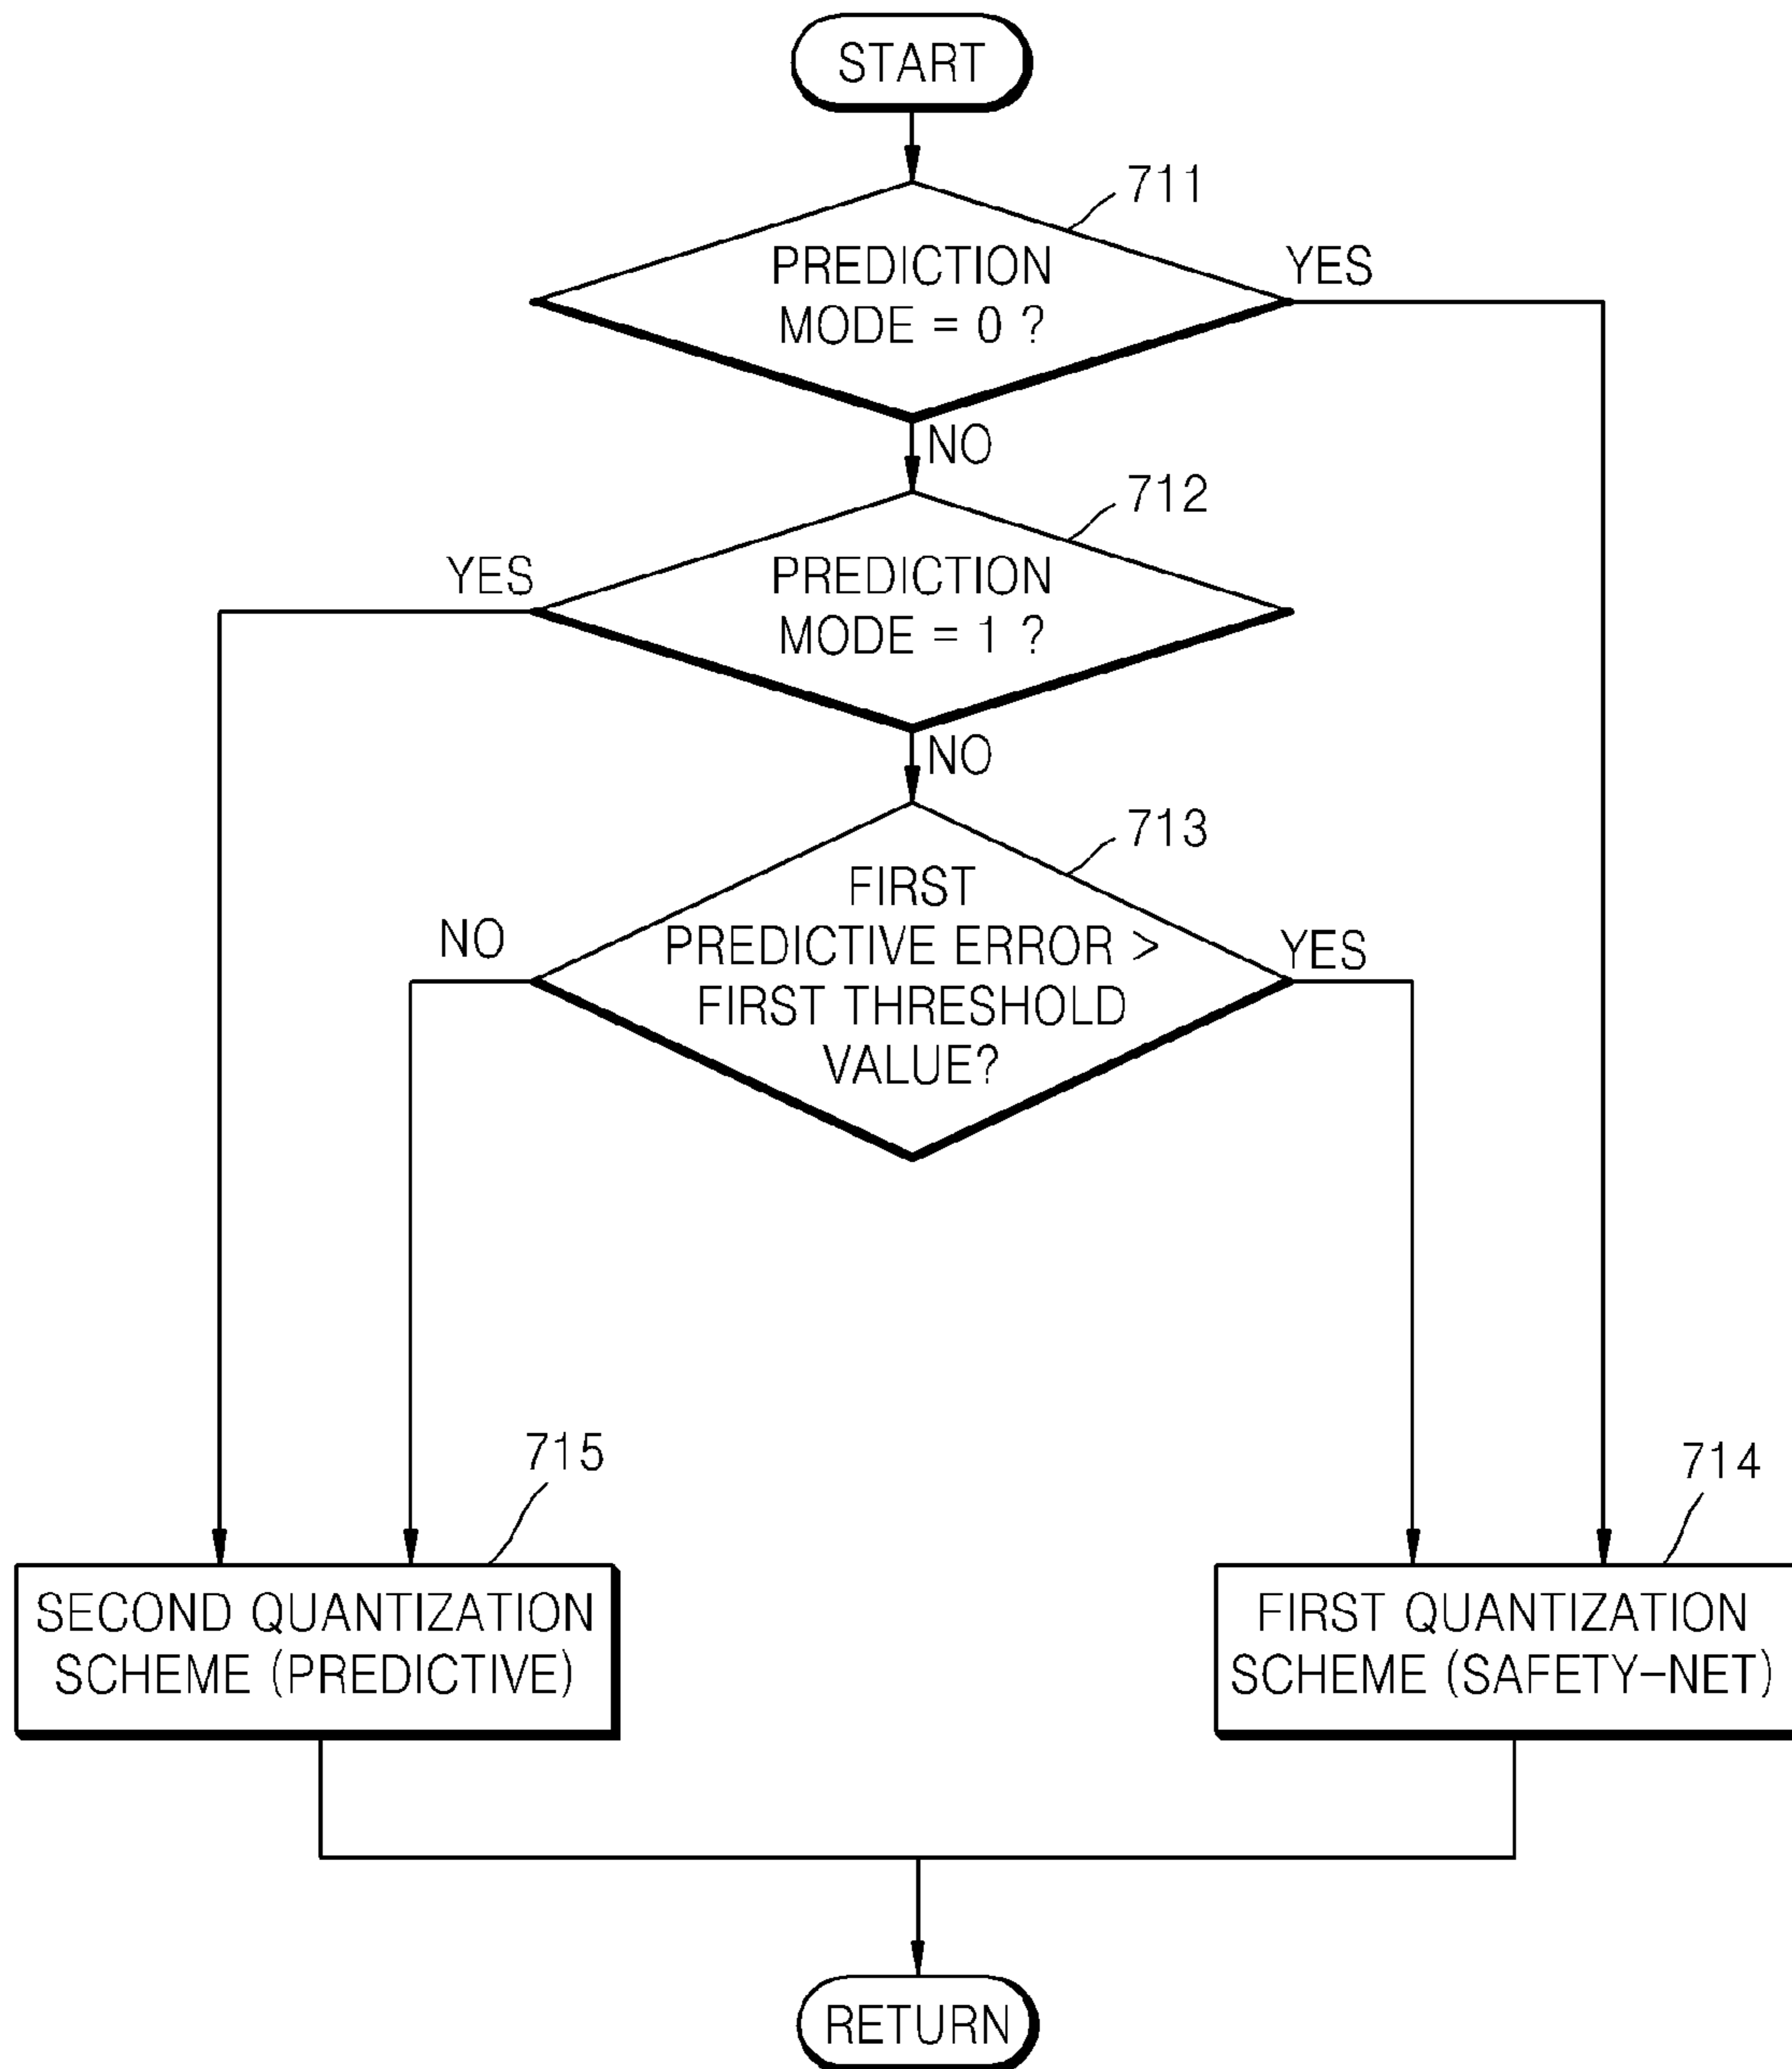 START
711
PREDICTION
MODE = 0 ?
YES
NO
712
YES
PREDICTION
MODE = 1 ?
NO
713
FIRST
PREDICTIVE ERROR >
FIRST THRESHOLD
VALUE?
NO
YES
715
714
SECOND QUANTIZATION
SCHEME (PREDICTIVE)
FIRST QUANTIZATION
SCHEME (SAFETY-NET)
RETURN